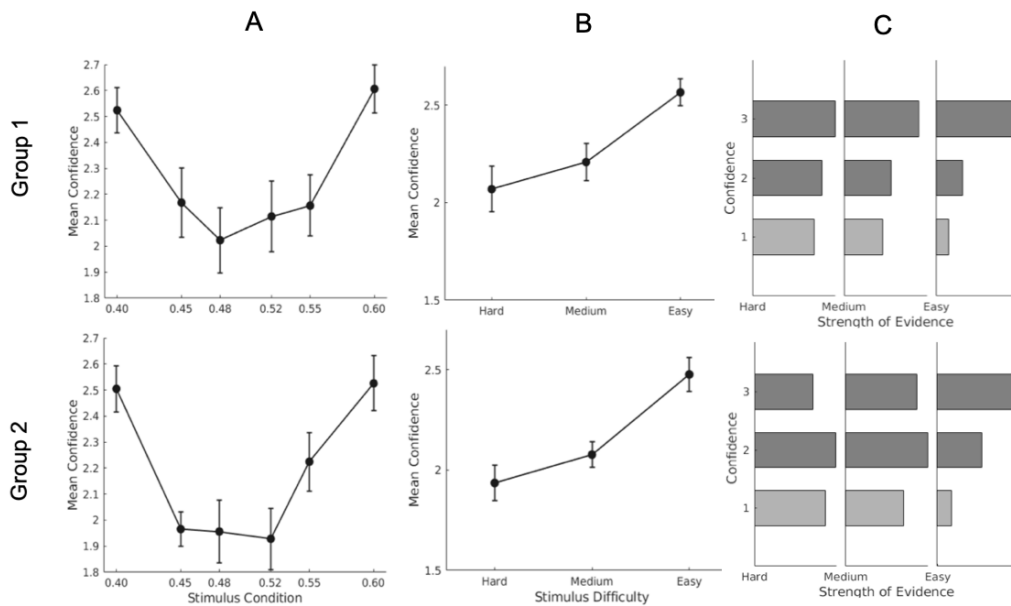 A
B
C
Group 1
Mean Confidence
2.7
2.6
2.5
2.4
2.3
2.2
2.1
2
1.9
1.8
0.40 0.45 0.48 0.52 0.55 0.60
Mean Confidence
2.5
2
1.5
Hard Medium Easy
Confidence
3
2
1
Hard Medium Easy
Strength of Evidence
Group 2
Mean Confidence
2.7
2.6
2.5
2.4
2.3
2.2
2.1
2
1.9
1.8
0.40 0.45 0.48 0.52 0.55 0.60
Stimulus Condition
Mean Confidence
2.5
2
1.5
Hard Medium Easy
Stimulus Difficulty
Confidence
3
2
1
Hard Medium Easy
Strength of Evidence